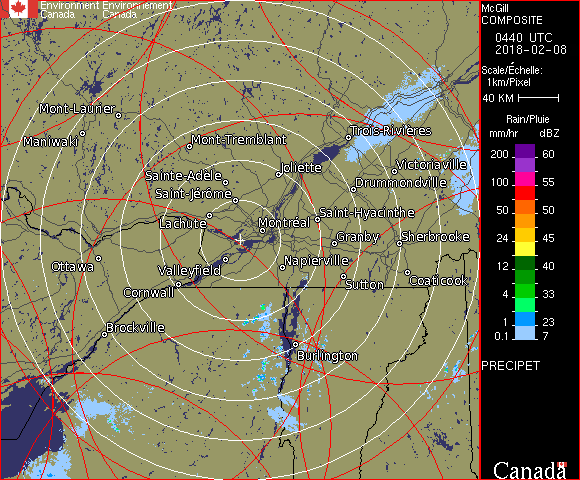 Environment Environnement
Canada Canada
McGill
COMPOSITE
0440 UTC
2018-02-08
Scale/Échelle:
1km/Pixel
40 KM
Rain/Pluie
mm/hr dBZ
200 60
100 55
50 50
24 45
12 40
4 33
1 23
0.1 7
PRECIPET
Canada
Mont-Laurier
Maniwaki
Mont-Tremblant
Trois-Rivières
Sainte-Adèle
Joliette
Victoriaville
Saint-Jérôme
Drummondville
Lachute
Montréal
Saint-Hyacinthe
Granby
Sherbrooke
Ottawa
Valleyfield
Napierville
Cornwall
Sutton
Coaticook
Brockville
Burlington